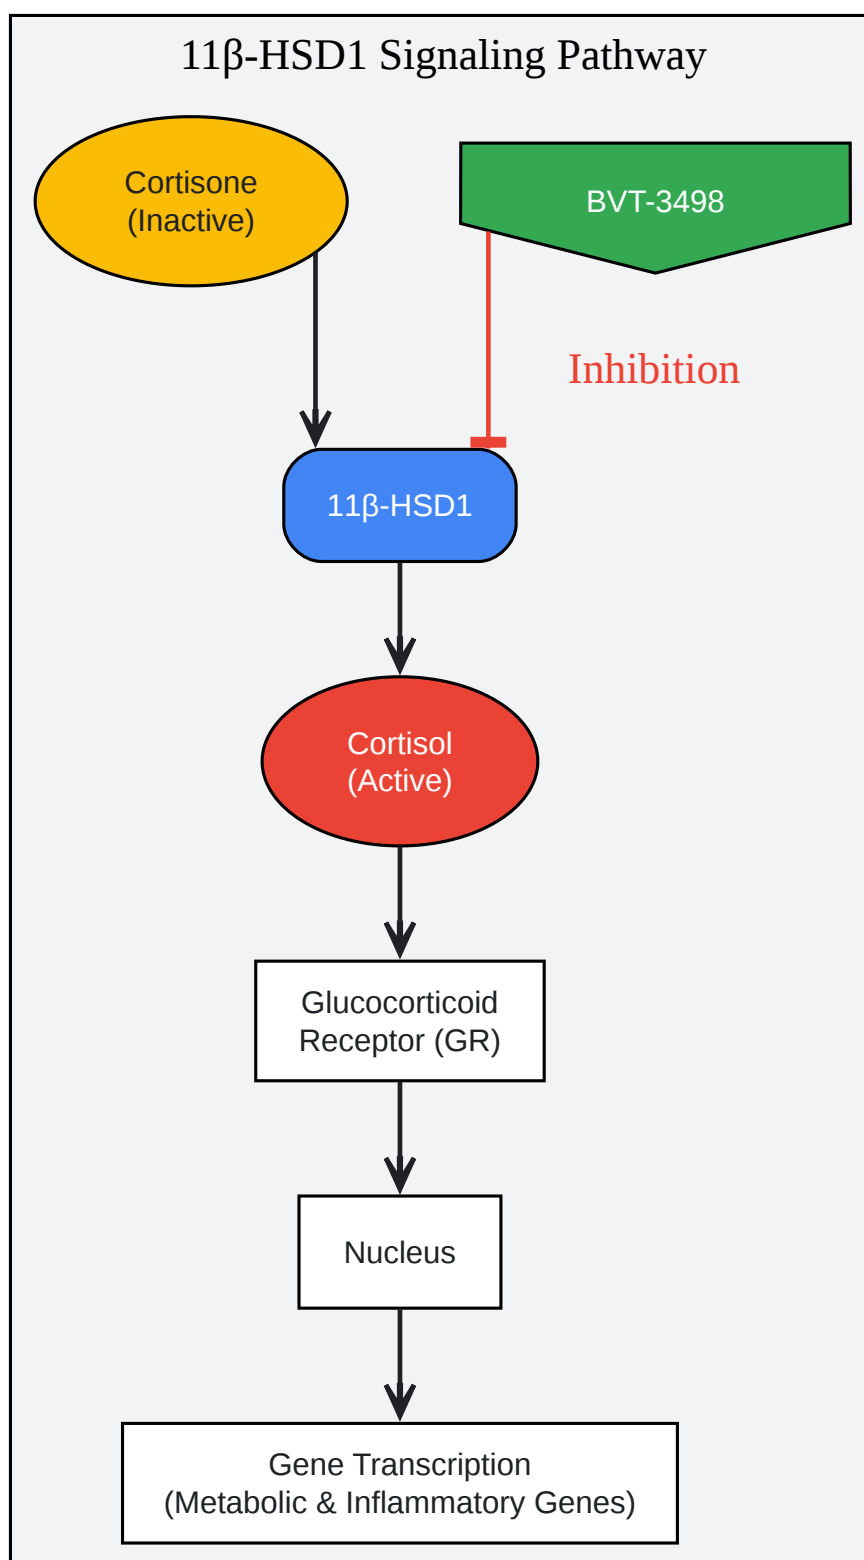 11β-HSD1 Signaling Pathway
Cortisone
(Inactive)
BVT-3498
Inhibition
11β-HSD1
Cortisol
(Active)
Glucocorticoid
Receptor (GR)
Nucleus
Gene Transcription
(Metabolic & Inflammatory Genes)